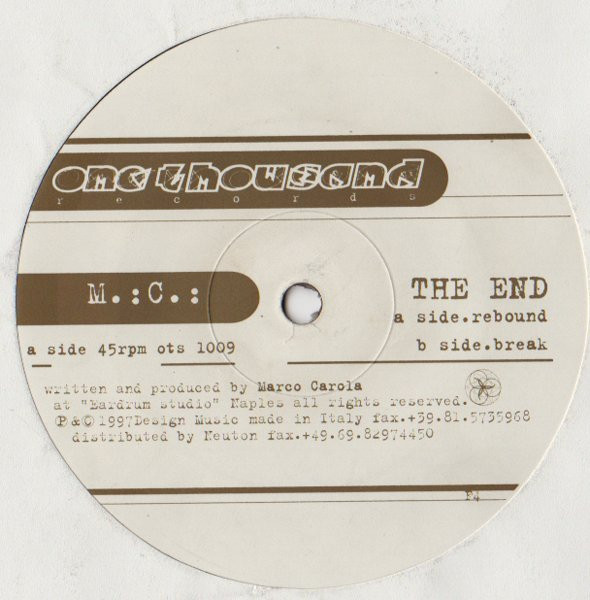 one thousand
records
M.:C.:
THE END
a side.rebound
b side.break
a side 45rpm ots 1009
written and produced by Marco Carola
at "Eardrum studio" Naples all rights reserved.
℗&© 1997Design Music made in Italy fax.+39.81.5735968
distributed by Neuton fax.+49.69.82974450
P4